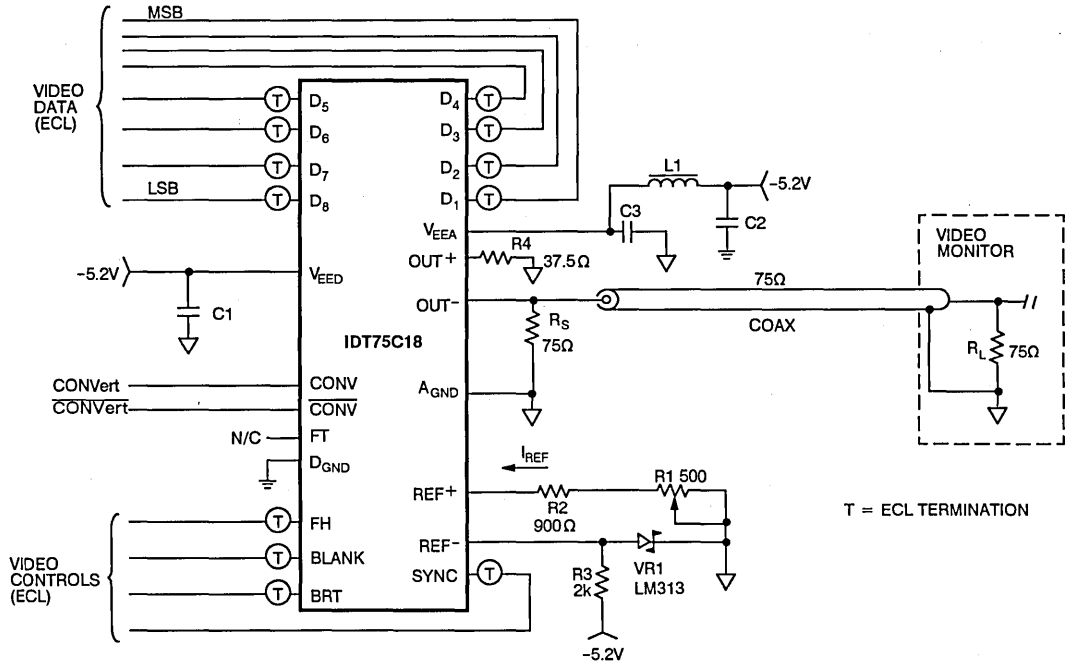 MSB
VIDEO
DATA
(ECL)
T D5 D4 T
T D6 D3 T
T D7 D2 T
LSB T D8 D1 T
L1
-5.2V
C3
C2
VEEA
R4
OUT+ 37.5Ω
-5.2V VEED
C1
OUT-
75Ω
COAX
RS
75Ω
VIDEO
MONITOR
RL 75Ω
IDT75C18
AGND
CONVert CONV
CONVert CONV
N/C FT
DGND
IREF
REF+
R2
900Ω
R1 500
T = ECL TERMINATION
REF-
R3
2k
VR1
LM313
-5.2V
VIDEO
CONTROLS
(ECL)
T FH
T BLANK
T BRT
SYNC T